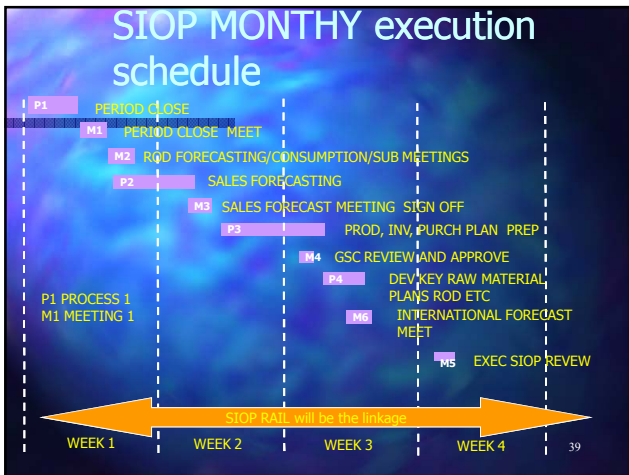 SIOP MONTHY execution
schedule
P1 PERIOD CLOSE
M1 PERIOD CLOSE MEET
M2 ROD FORECASTING/CONSUMPTION/SUB MEETINGS
P2 SALES FORECASTING
M3 SALES FORECAST MEETING SIGN OFF
P3 PROD, INV, PURCH PLAN PREP
M4 GSC REVIEW AND APPROVE
P4 DEV KEY RAW MATERIAL
PLANS ROD ETC
P1 PROCESS 1
M1 MEETING 1
M6 INTERNATIONAL FORECAST
MEET
M5 EXEC SIOP REVEW
SIOP RAIL will be the linkage
WEEK 1 WEEK 2 WEEK 3 WEEK 4 39